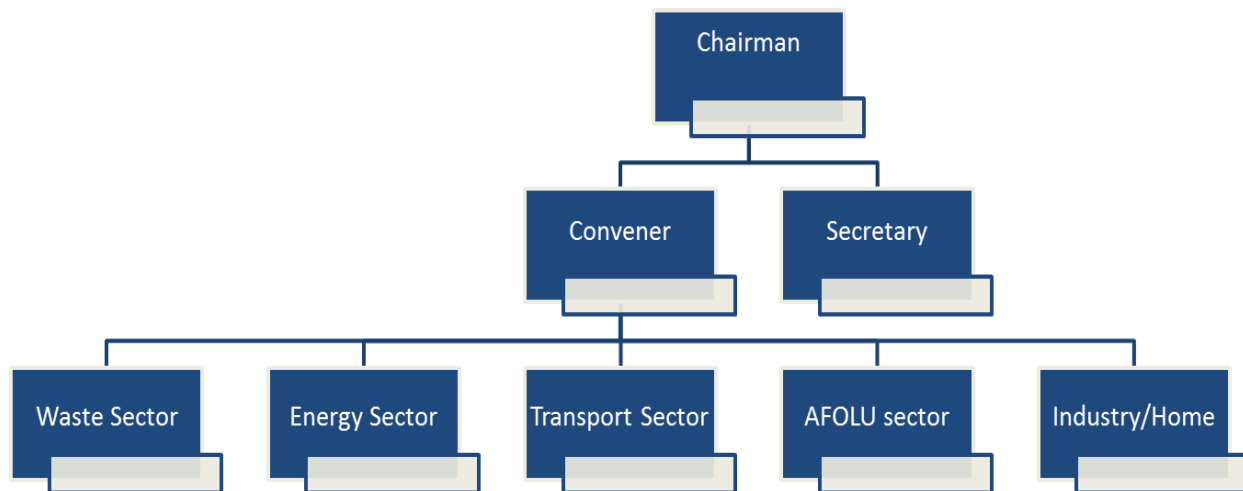 Chairman
Convener
Secretary
Waste Sector
Energy Sector
Transport Sector
AFOLU sector
Industry/Home